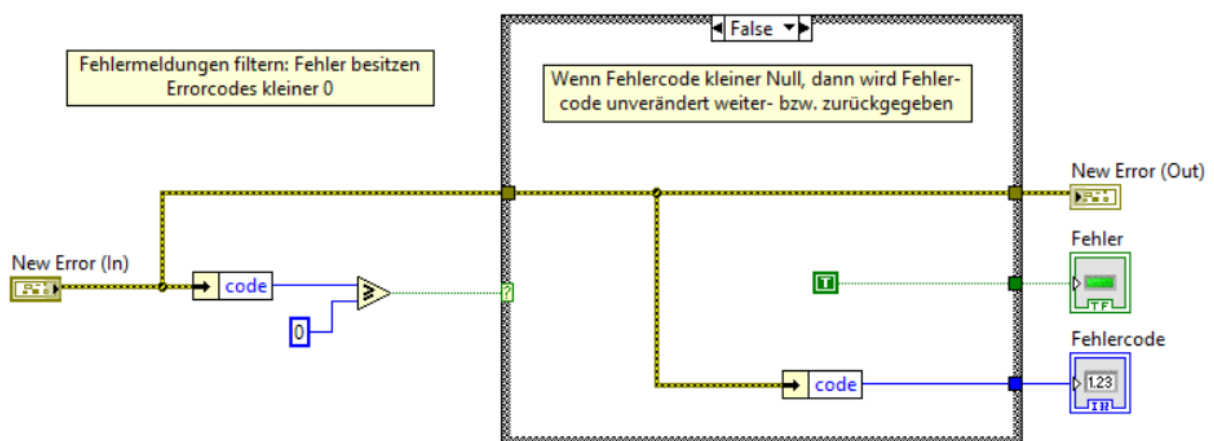 False
Fehlermeldungen filtern: Fehler besitzen
Errorcodes kleiner 0
Wenn Fehlercode kleiner Null, dann wird Fehler-
code unverändert weiter- bzw. zurückgegeben
New Error (Out)
Fehler
New Error (In)
code
?
T
TF
0
Fehlercode
code
1.23
I32